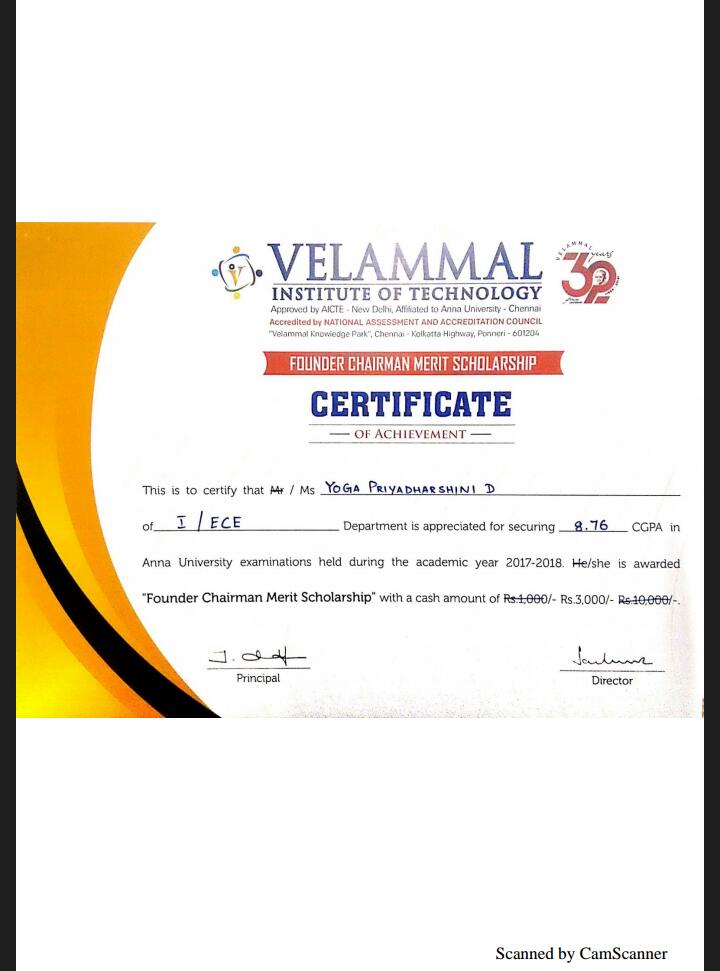 VELAMMAL
INSTITUTE OF TECHNOLOGY
Approved by AICTE - New Delhi, Affiliated to Anna University - Chennai
Accredited by NATIONAL ASSESSMENT AND ACCREDITATION COUNCIL
"Velammal Knowledge Park", Chennai - Kolkatta Highway, Ponneri - 601204
VELAMMAL
years
FOUNDER CHAIRMAN MERIT SCHOLARSHIP
CERTIFICATE
OF ACHIEVEMENT
This is to certify that Mr / Ms YOGA PRIYADHARSHINI D
of I / ECE Department is appreciated for securing 8.76 CGPA in
Anna University examinations held during the academic year 2017-2018. He/she is awarded
"Founder Chairman Merit Scholarship" with a cash amount of Rs.1,000/- Rs.3,000/- Rs.10,000/-.
Principal
Director
Scanned by CamScanner